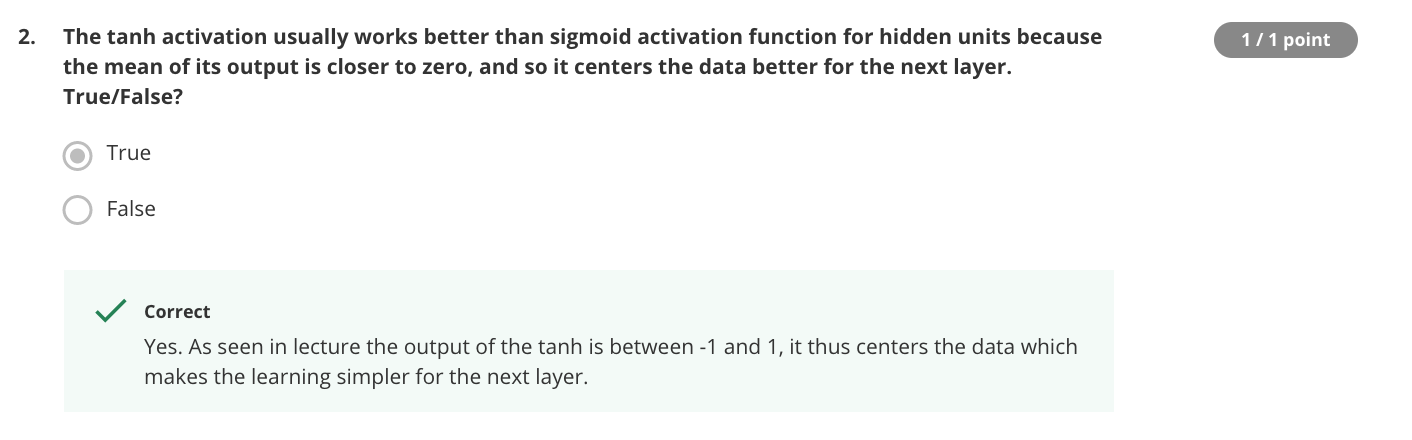 2. The tanh activation usually works better than sigmoid activation function for hidden units because
the mean of its output is closer to zero, and so it centers the data better for the next layer.
True/False?
1 / 1 point
True
False
Correct
Yes. As seen in lecture the output of the tanh is between -1 and 1, it thus centers the data which
makes the learning simpler for the next layer.